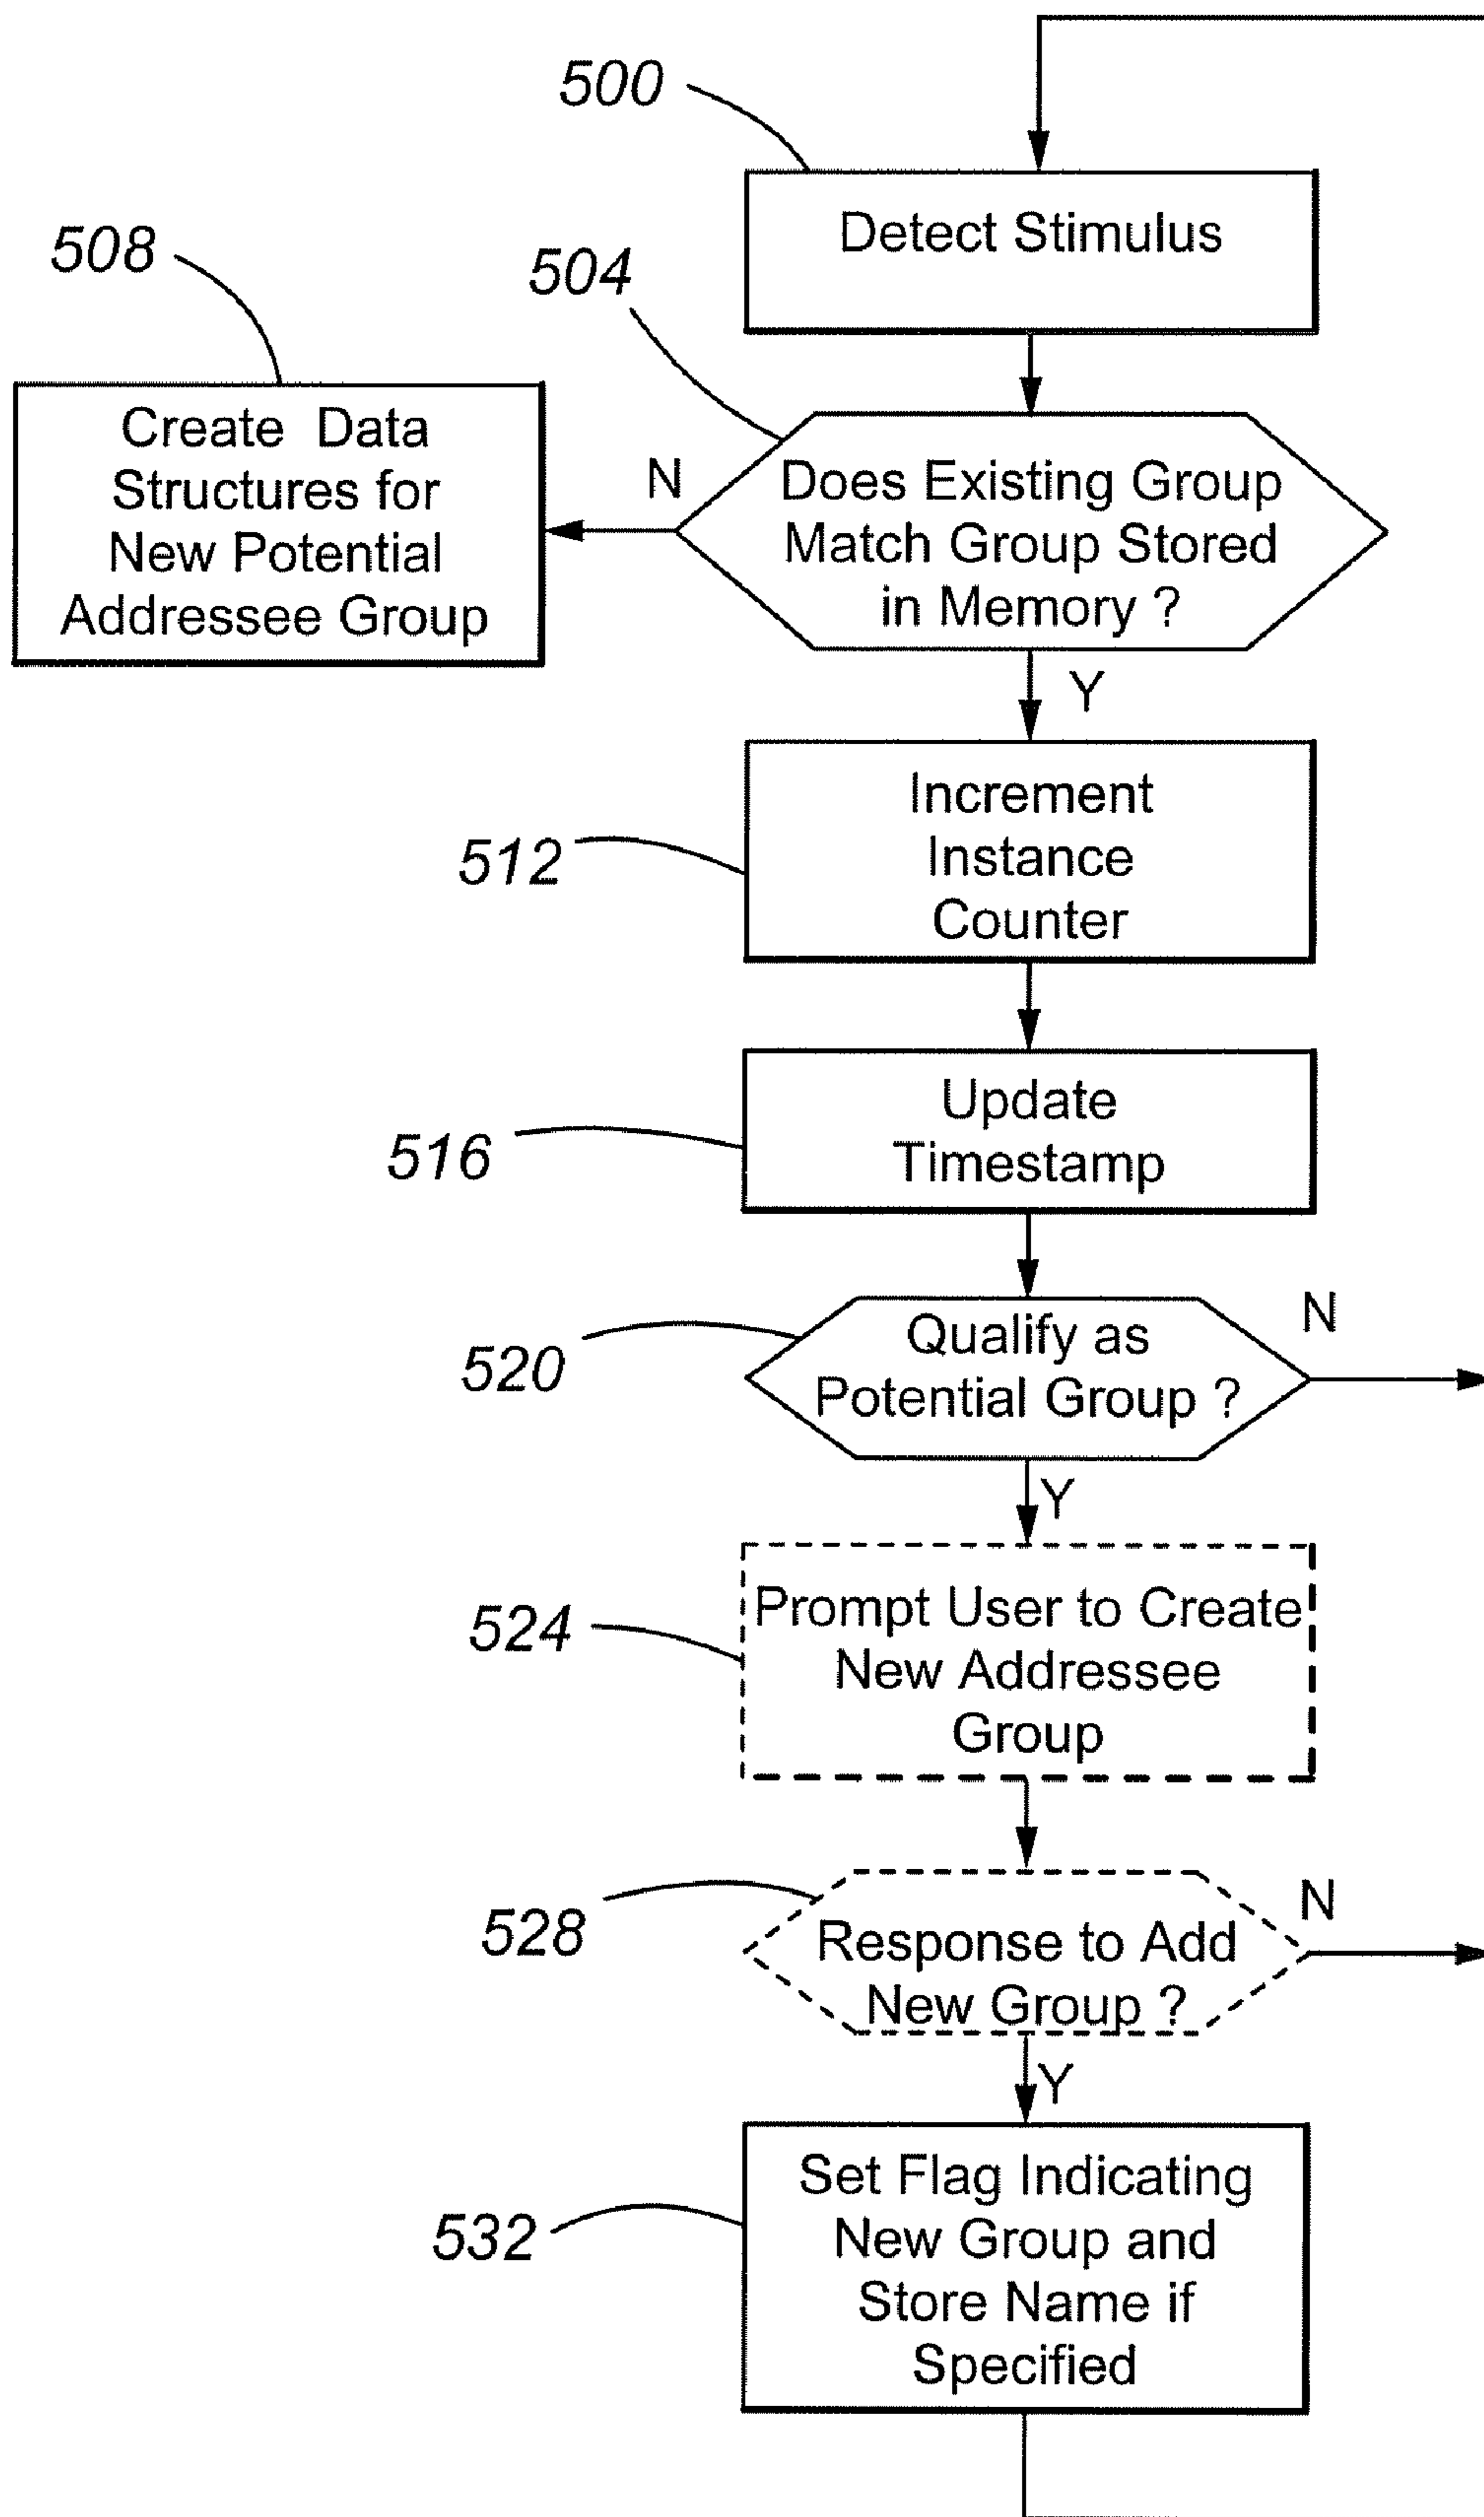 500
Detect Stimulus
508
504
Create Data
Structures for
New Potential
Addressee Group
N
Does Existing Group
Match Group Stored
in Memory ?
Y
512
Increment
Instance
Counter
516
Update
Timestamp
520
Qualify as
Potential Group ?
N
Y
524
Prompt User to Create
New Addressee
Group
528
Response to Add
New Group ?
N
Y
532
Set Flag Indicating
New Group and
Store Name if
Specified